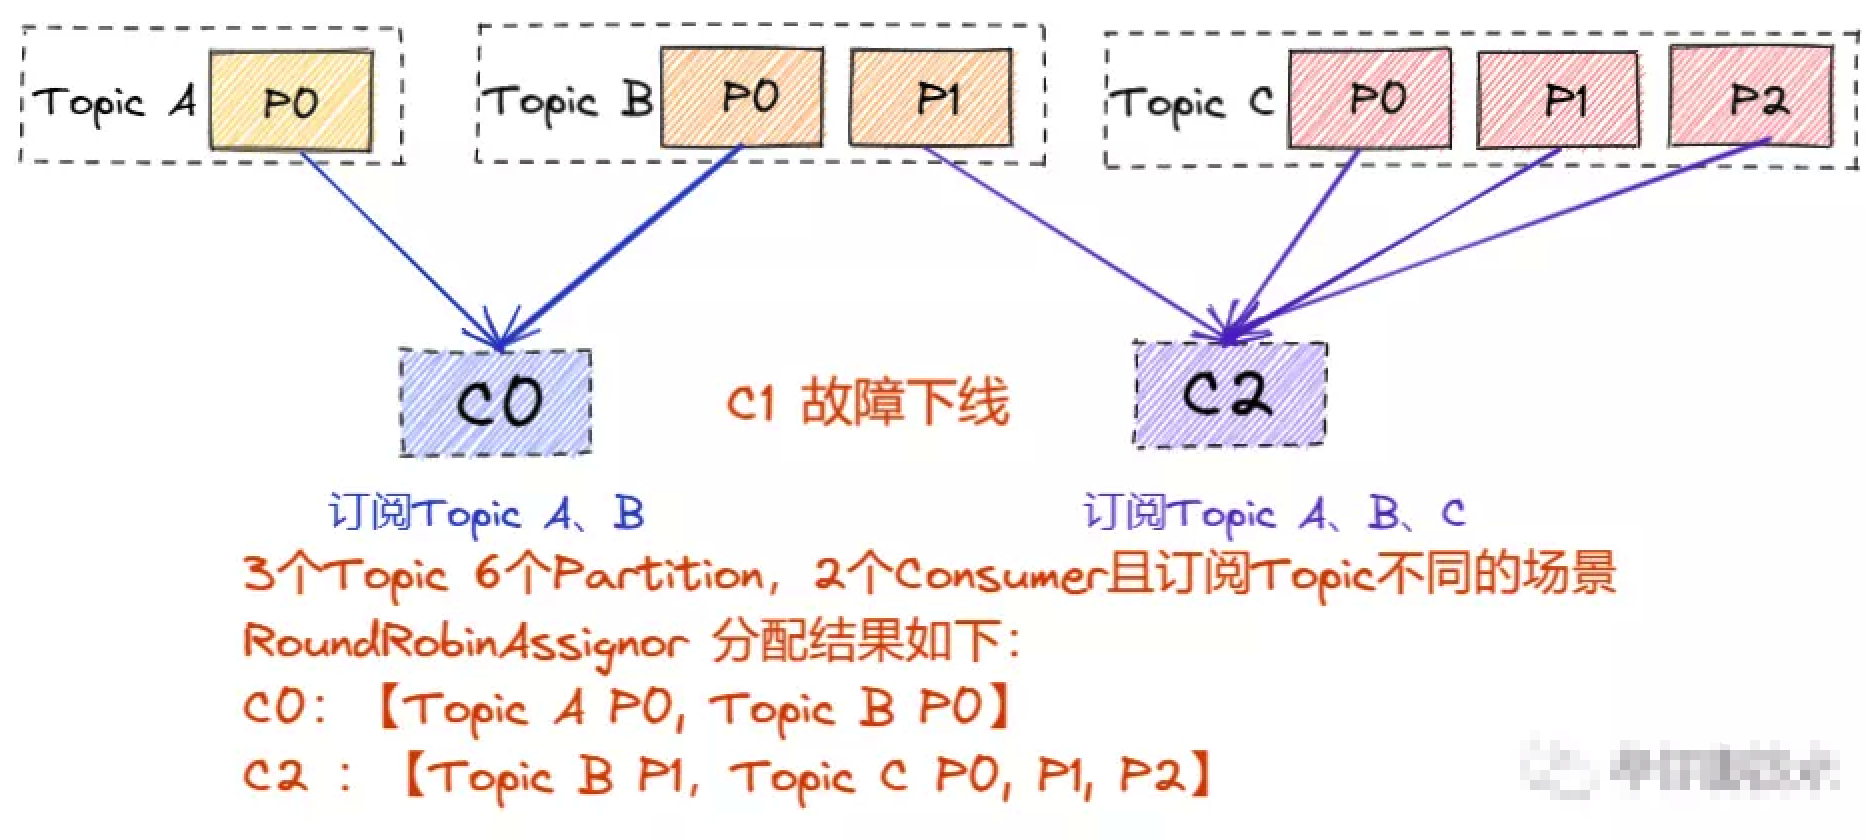 Topic A P0 Topic B P0 P1 Topic C P0 P1 P2
C0 C1 故障下线 C2
订阅Topic A、B 订阅Topic A、B、C
3个Topic 6个Partition，2个Consumer且订阅Topic不同的场景
RoundRobinAssignor 分配结果如下：
C0：【Topic A P0, Topic B P0】
C2 ：【Topic B P1, Topic C P0, P1, P2】